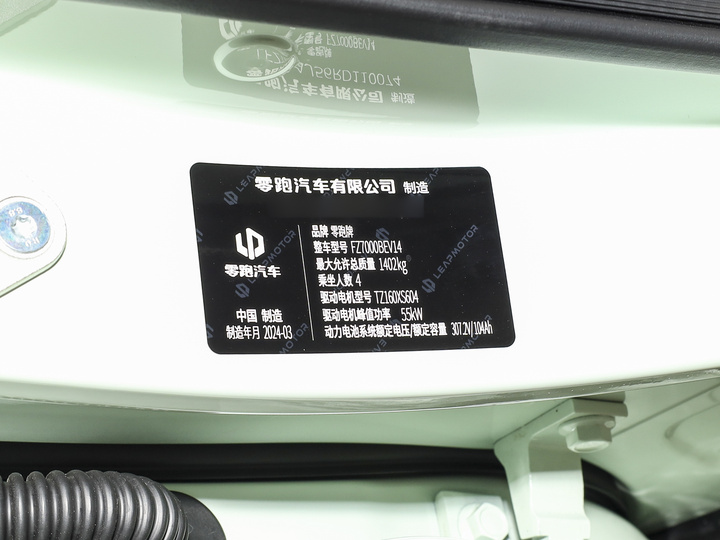 零跑汽车有限公司 制造
品牌 零跑牌
整车型号 FZ7000BEV14
最大允许总质量 1402kg
乘坐人数 4
驱动电机型号 TZ160XS604
驱动电机峰值功率 55kW
动力电池系统额定电压/额定容量 307.2V/104Ah
零跑汽车
中国 制造
制造年月 2024-03
LEAPMOTOR
LEAPMOTOR
LEAPMOTOR